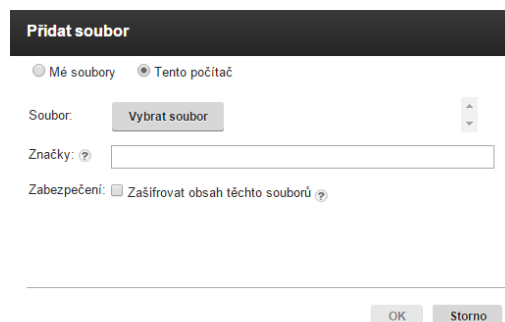 Přidat soubor
Mé soubory Tento počítač
Soubor: Vybrat soubor
Značky: ?
Zabezpečení: Zašifrovat obsah těchto souborů ?
OK Storno